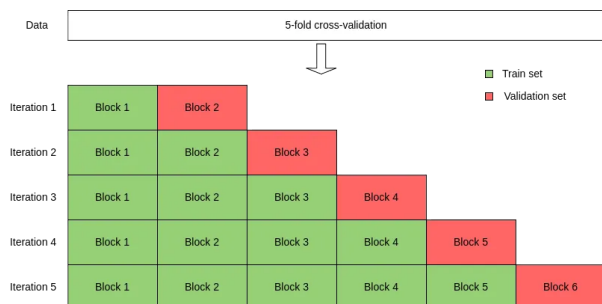 Data
5-fold cross-validation
Train set
Validation set
Iteration 1
Block 1
Block 2
Iteration 2
Block 1
Block 2
Block 3
Iteration 3
Block 1
Block 2
Block 3
Block 4
Iteration 4
Block 1
Block 2
Block 3
Block 4
Block 5
Iteration 5
Block 1
Block 2
Block 3
Block 4
Block 5
Block 6